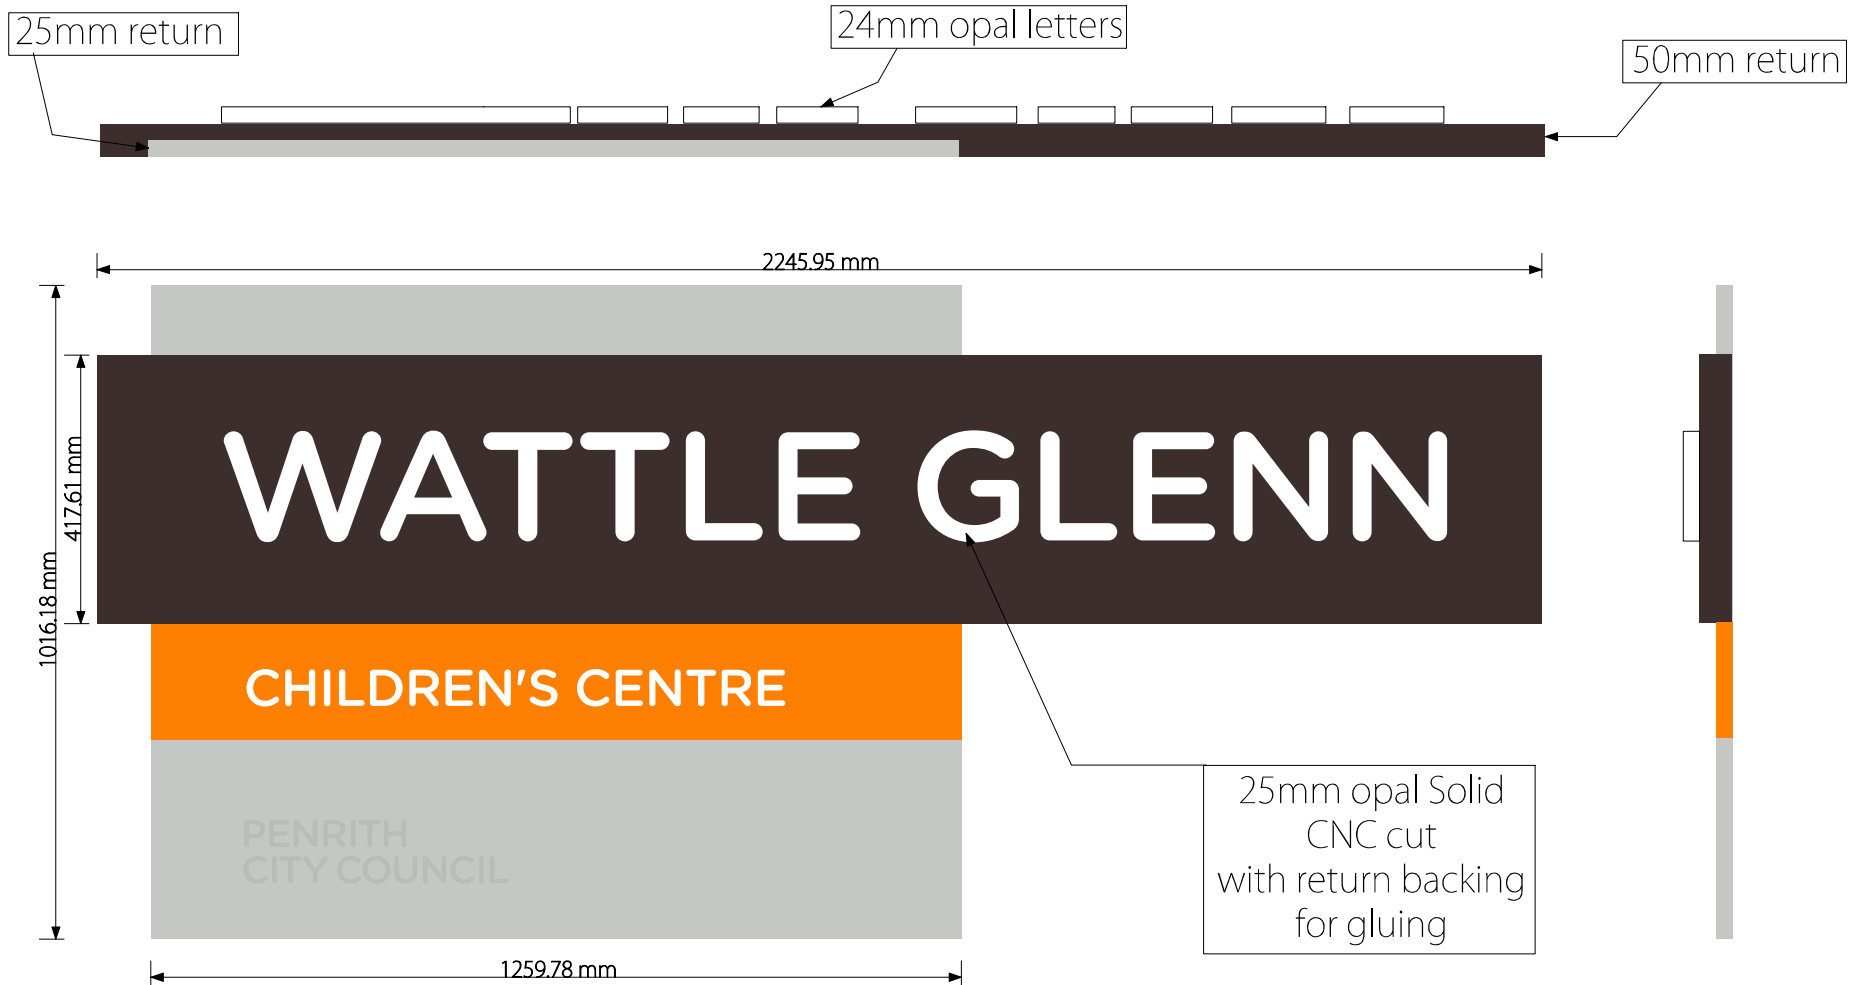 25mm return
24mm opal letters
50mm return
2245.95 mm
417.61 mm
1016.18 mm
WATTLE GLENN
CHILDREN'S CENTRE
PENRITH
CITY COUNCIL
25mm opal Solid
CNC cut
with return backing
for gluing
1259.78 mm